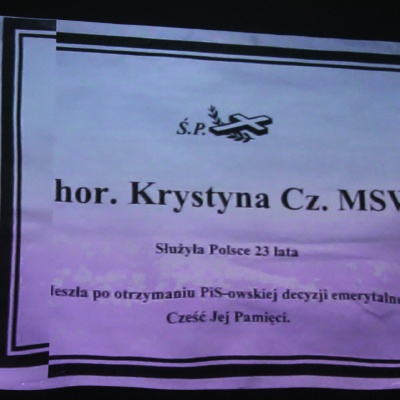 Ś.P.
hor. Krystyna Cz. MSW
Służyła Polsce 23 lata
eszła po otrzymaniu PiS-owskiej decyzji emerytalne
Cześć Jej Pamięci.